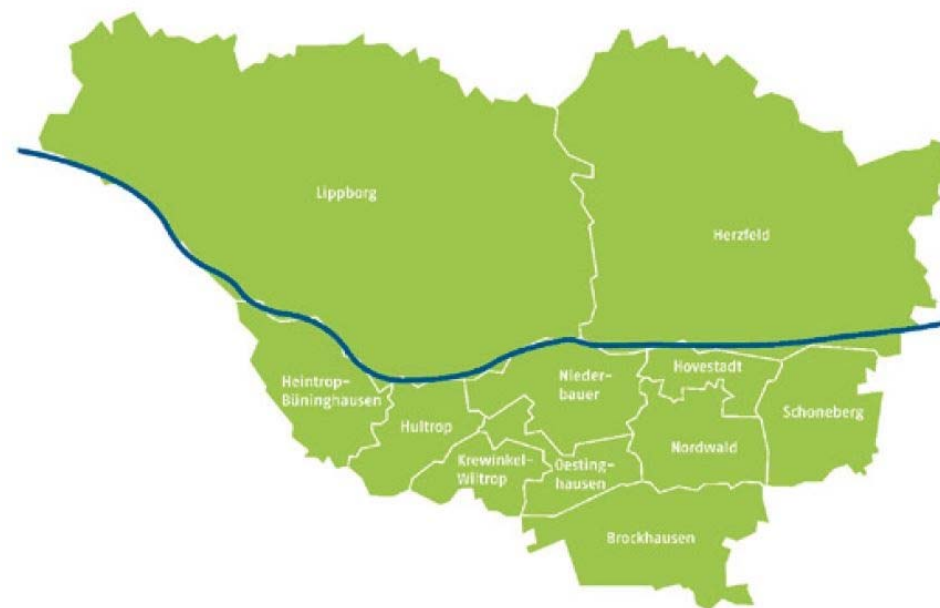 Lippborg
Herzfeld
Hovestadt
Nieder-
bauer
Heintrop-
Büninghausen
Schoneberg
Hultrop
Nordwald
Krewinkel-
Wiltrop
Oesting-
hausen
Brockhausen